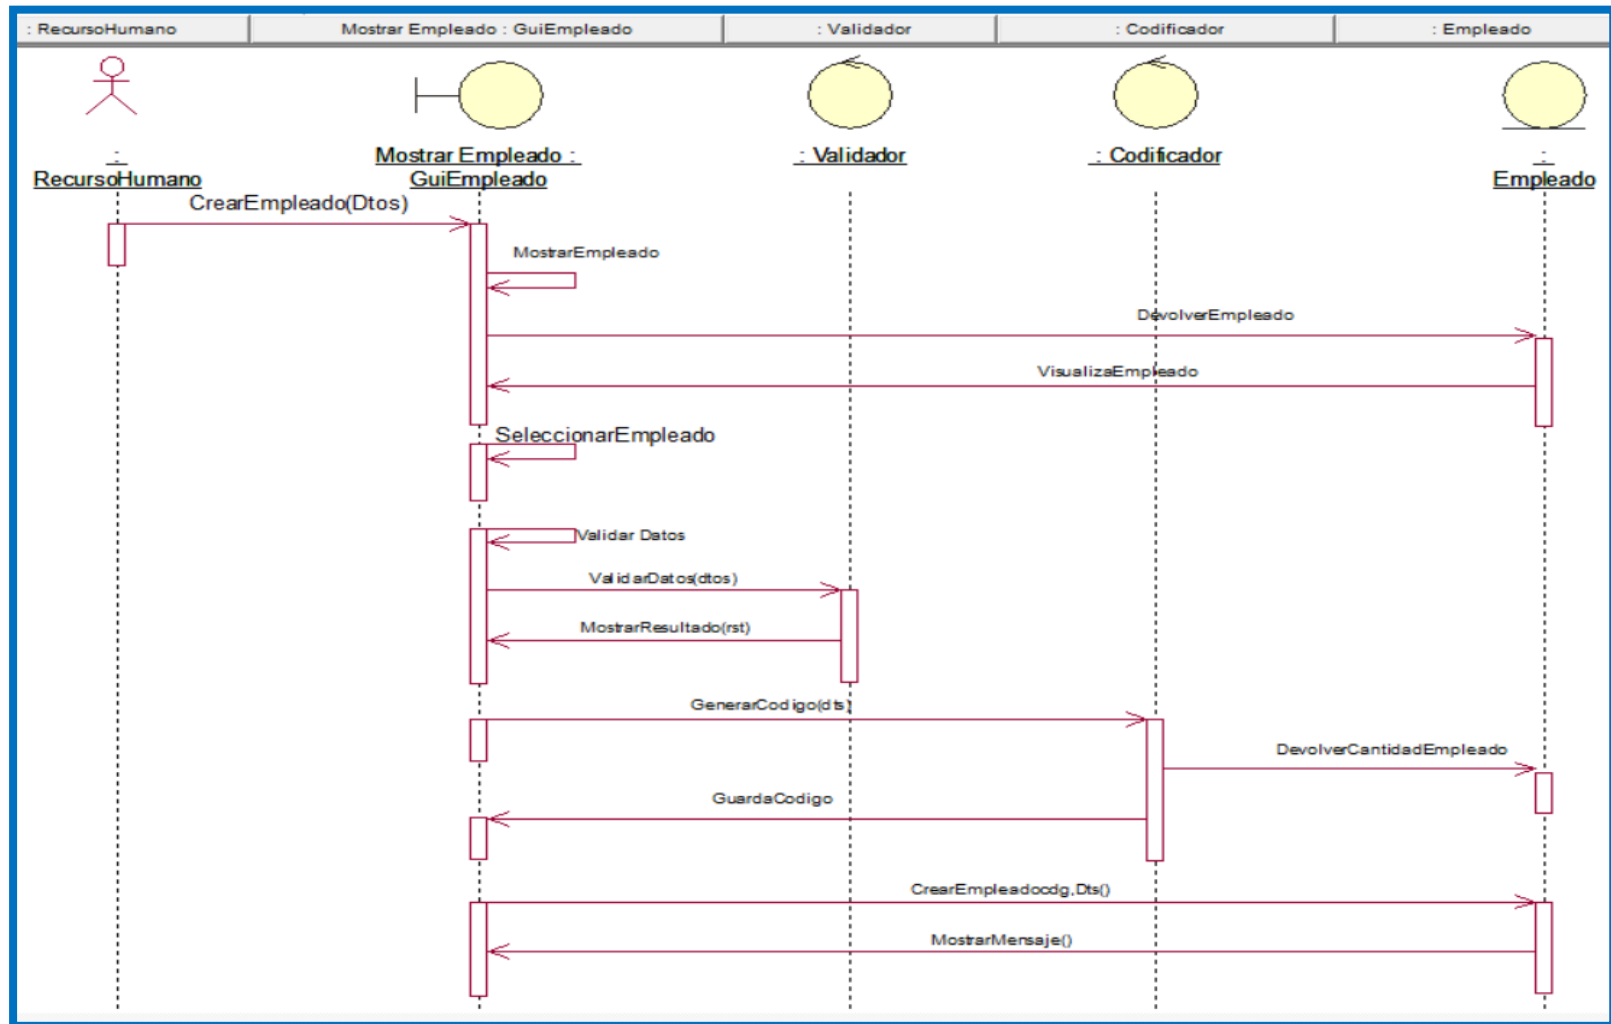 : RecursoHumano
Mostrar Empleado : GuiEmpleado
: Validador
: Codificador
: Empleado
:
RecursoHumano
Mostrar Empleado :
GuiEmpleado
: Validador
: Codificador
:
Empleado
CrearEmpleado(Dtos)
MostrarEmpleado
DevolverEmpleado
VisualizaEmpleado
SeleccionarEmpleado
Validar Datos
ValidarDatos(dtos)
MostrarResultado(rst)
GenerarCodigo(dts)
DevolverCantidadEmpleado
GuardaCodigo
CrearEmpleadocdg,Dts()
MostrarMensaje()